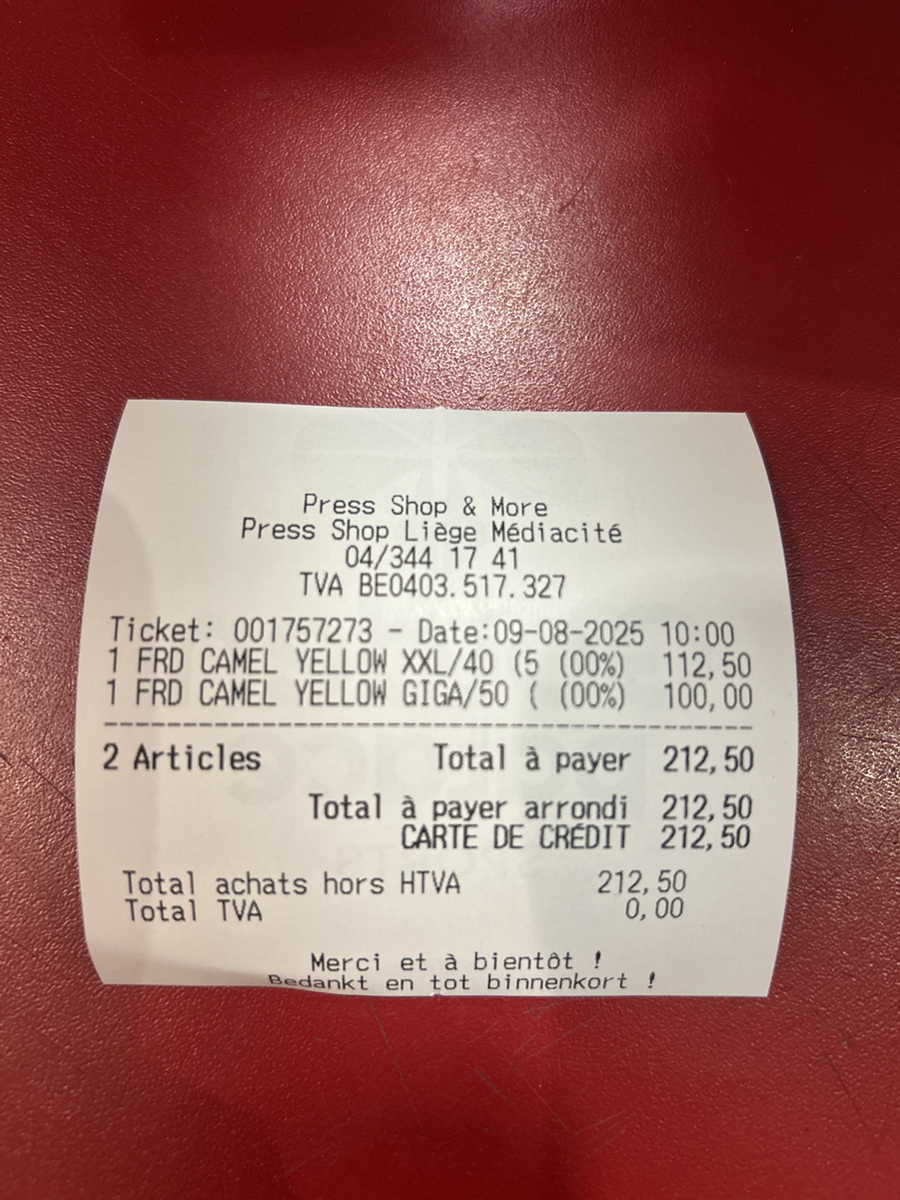 Press Shop & More
Press Shop Liège Médiacité
04/344 17 41
TVA BE0403.517.327
Ticket: 001757273 - Date:09-08-2025 10:00
1 FRD CAMEL YELLOW XXL/40 (5 (00%) 112,50
1 FRD CAMEL YELLOW GIGA/50 ( (00%) 100,00
2 Articles Total à payer 212,50
Total à payer arrondi 212,50
CARTE DE CRÉDIT 212,50
Total achats hors HTVA 212,50
Total TVA 0,00
Merci et à bientôt !
Bedankt en tot binnenkort !